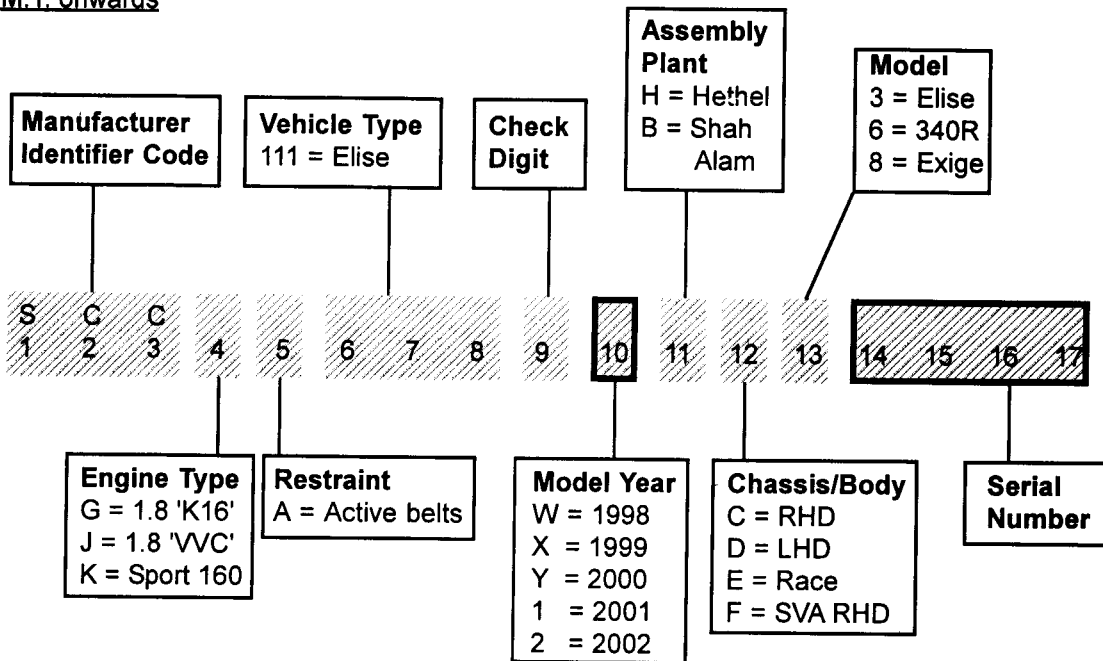 M.Y. onwards
Assembly
Plant
H = Hethel
B = Shah
Alam
Model
3 = Elise
6 = 340R
8 = Exige
Manufacturer
Identifier Code
Vehicle Type
111 = Elise
Check
Digit
S C C
1 2 3 4 5 6 7 8 9 10 11 12 13 14 15 16 17
Engine Type
G = 1.8 'K16'
J = 1.8 'VVC'
K = Sport 160
Restraint
A = Active belts
Model Year
W = 1998
X = 1999
Y = 2000
1 = 2001
2 = 2002
Chassis/Body
C = RHD
D = LHD
E = Race
F = SVA RHD
Serial
Number